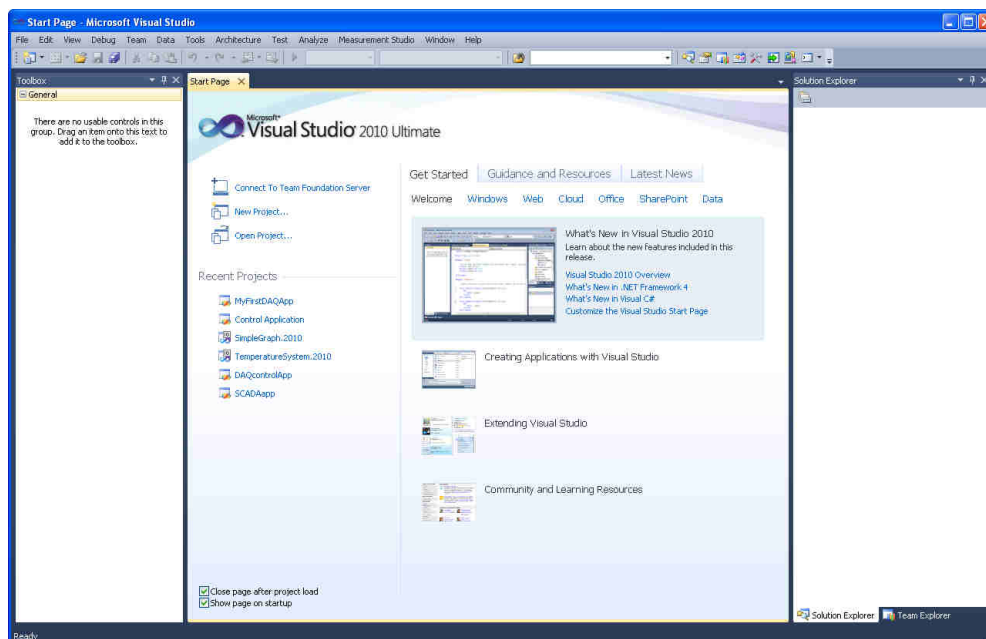 Start Page - Microsoft Visual Studio
File Edit View Debug Team Data Tools Architecture Test Analyze Measurement Studio Window Help
Toolbox
General
There are no usable controls in this
group. Drag an item onto this text to
add it to the toolbox.
Start Page
Microsoft
Visual Studio 2010 Ultimate
Connect To Team Foundation Server
New Project...
Open Project...
Recent Projects
MyFirstDAQApp
Control Application
SimpleGraph.2010
TemperatureSystem.2010
DAQcontrolApp
SCADAapp
Get Started Guidance and Resources Latest News
Welcome Windows Web Cloud Office SharePoint Data
What's New in Visual Studio 2010
Learn about the new features included in this
release.
Visual Studio 2010 Overview
What's New in .NET Framework 4
What's New in Visual C#
Customize the Visual Studio Start Page
Creating Applications with Visual Studio
Extending Visual Studio
Community and Learning Resources
Close page after project load
Show page on startup
Solution Explorer
Solution Explorer Team Explorer
Ready